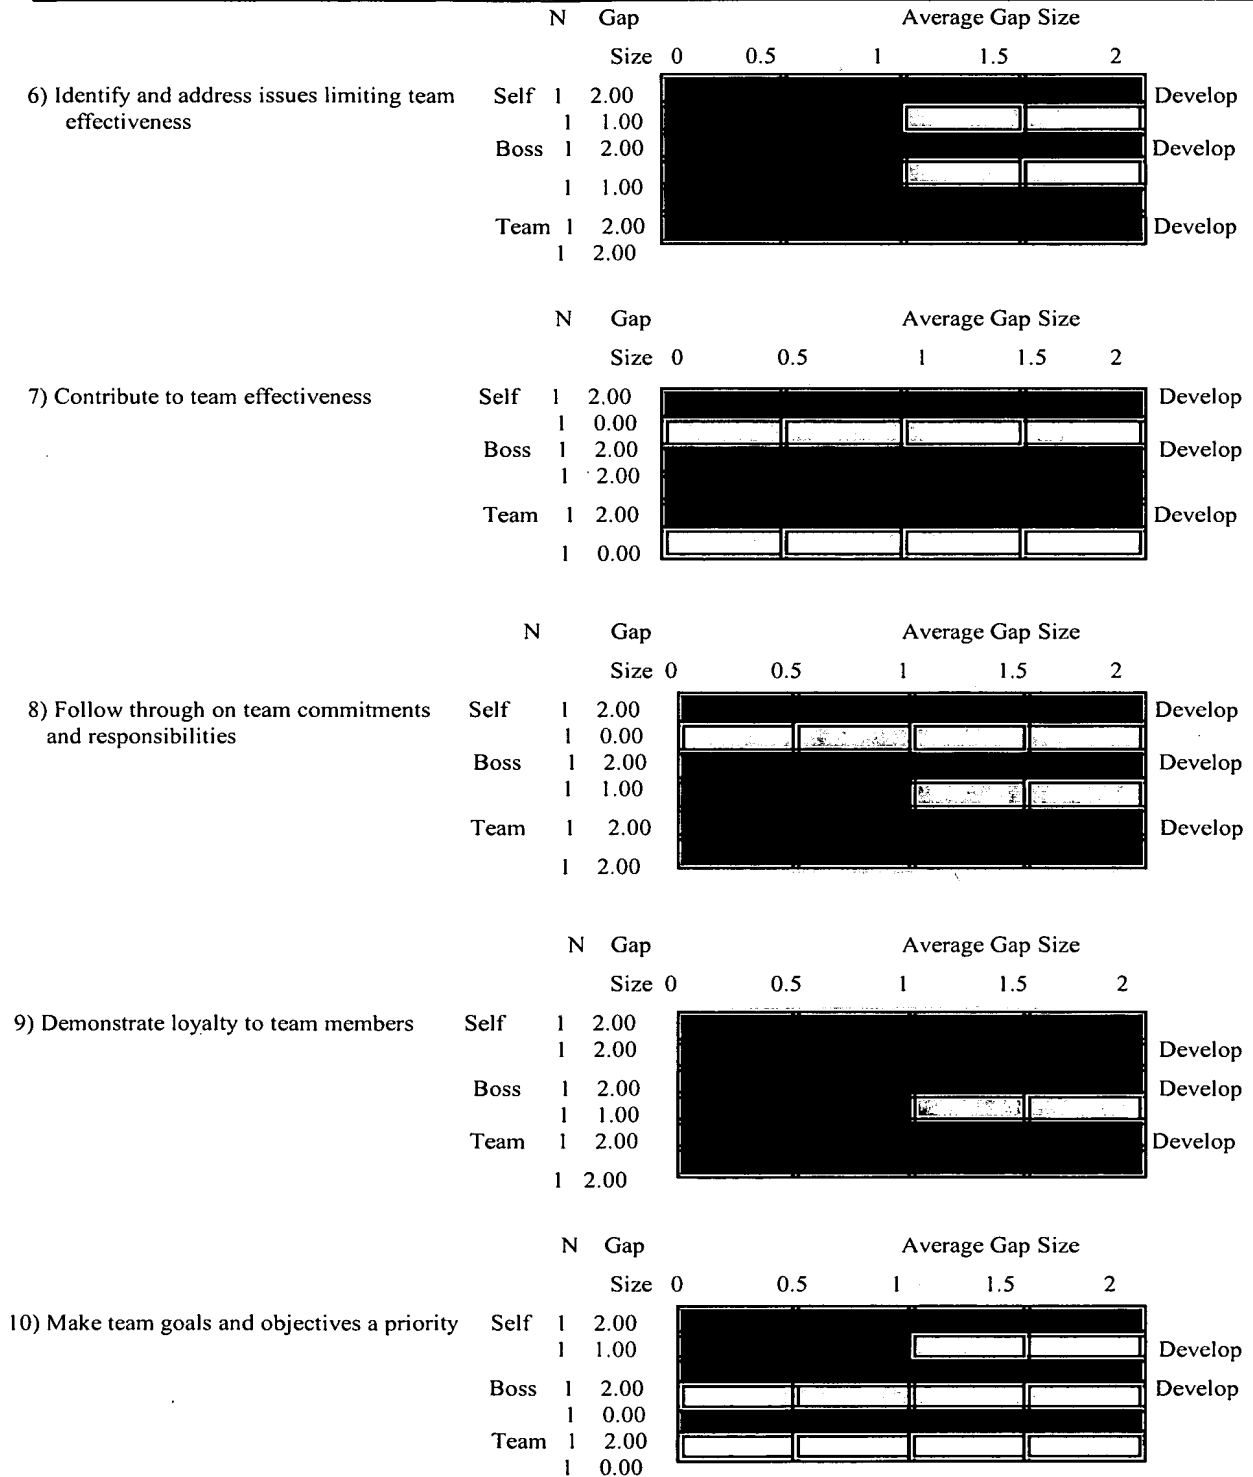 N Gap Average Gap Size
Size 0 0.5 1 1.5 2
6) Identify and address issues limiting team Self 1 2.00 Develop
effectiveness 1 1.00
Boss 1 2.00 Develop
1 1.00
Team 1 2.00 Develop
1 2.00
N Gap Average Gap Size
Size 0 0.5 1 1.5 2
7) Contribute to team effectiveness Self 1 2.00 Develop
1 0.00
Boss 1 2.00 Develop
1 2.00
Team 1 2.00 Develop
1 0.00
N Gap Average Gap Size
Size 0 0.5 1 1.5 2
8) Follow through on team commitments Self 1 2.00 Develop
and responsibilities 1 0.00
Boss 1 2.00 Develop
1 1.00
Team 1 2.00 Develop
1 2.00
N Gap Average Gap Size
Size 0 0.5 1 1.5 2
9) Demonstrate loyalty to team members Self 1 2.00
1 2.00 Develop
Boss 1 2.00 Develop
1 1.00
Team 1 2.00 Develop
1 2.00
N Gap Average Gap Size
Size 0 0.5 1 1.5 2
10) Make team goals and objectives a priority Self 1 2.00
1 1.00 Develop
Boss 1 2.00 Develop
1 0.00
Team 1 2.00
1 0.00